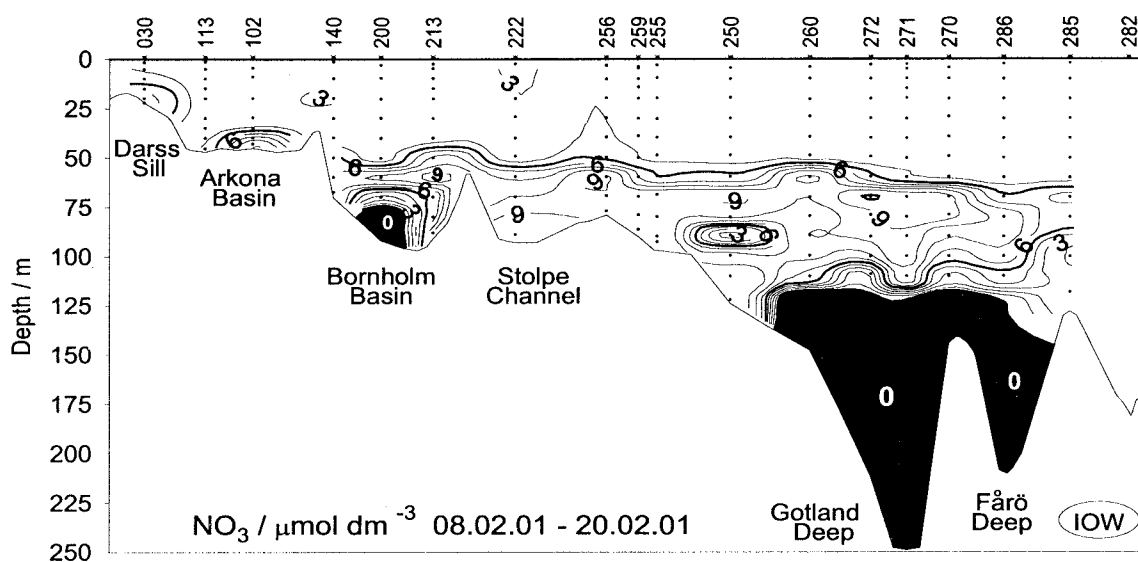 030 113 102 140 200 213 222 256 259 255 250 260 272 271 270 286 285 282
0
25
50
75
100
125
150
175
200
225
250
Depth / m
3 3
6 6 6 6
9 9 9
6 3 9 9 9
0 3 9 6 3
Darss
Sill
Arkona
Basin
Bornholm
Basin
Stolpe
Channel
0 0
Gotland
Deep
Fårö
Deep
NO₃ / μmol dm⁻³ 08.02.01 - 20.02.01
IOW